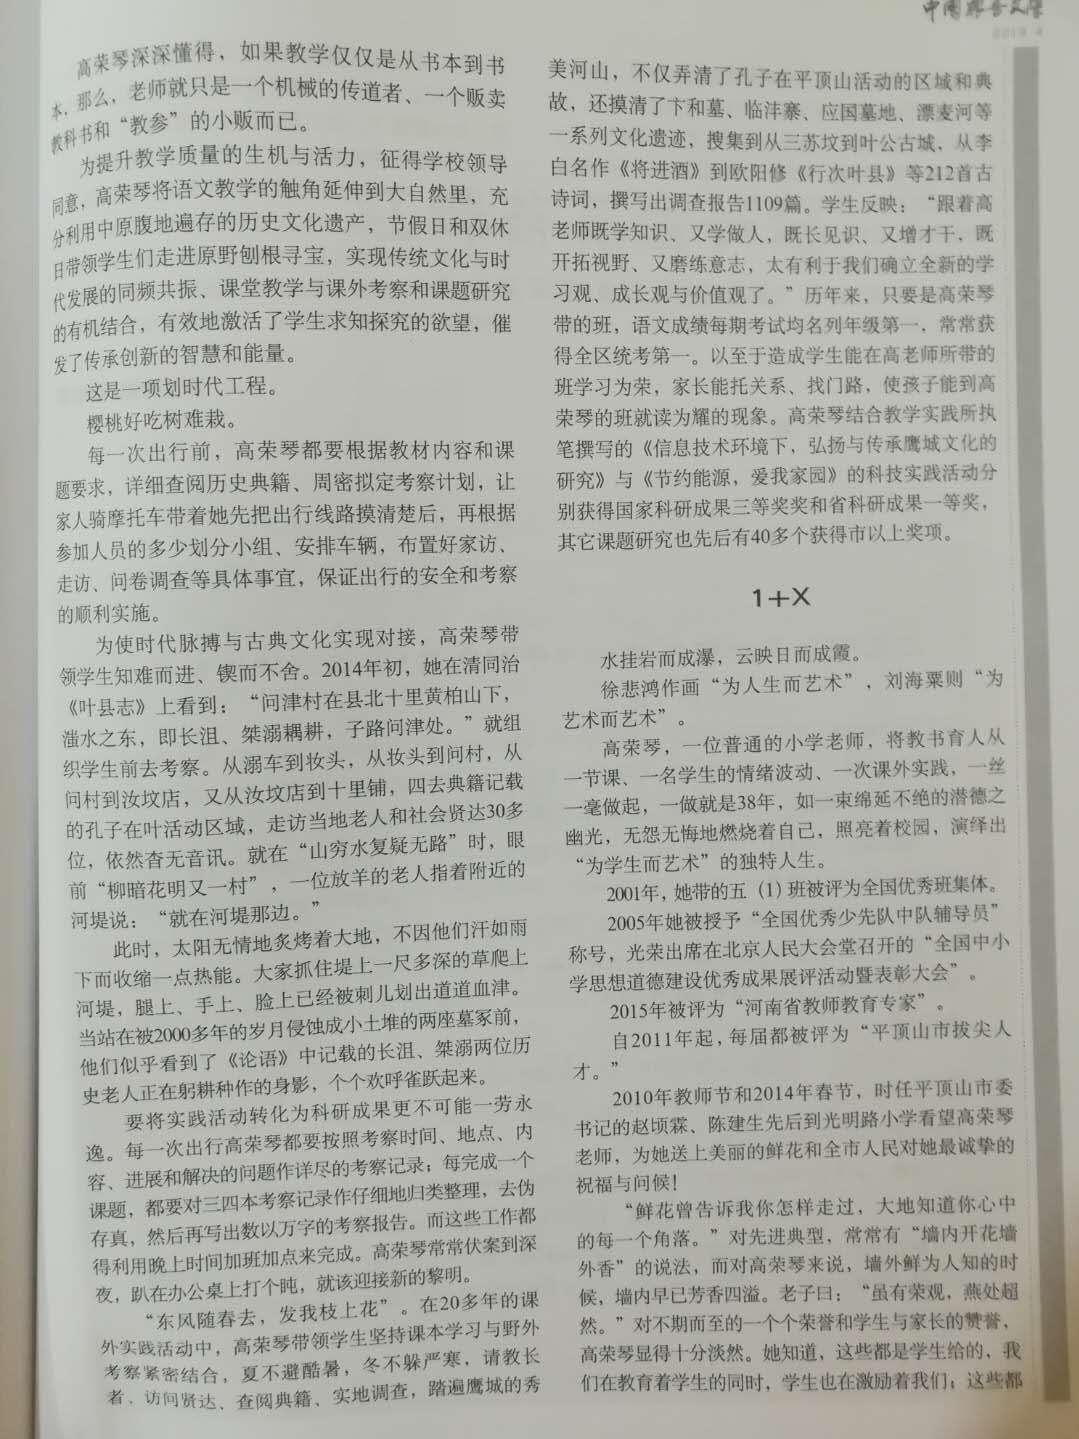 高荣琴深深懂得，如果教学仅仅是从书本到书
本，那么，老师就只是一个机械的传道者、一个贩卖
教科书和“教参”的小贩而已。
为提升教学质量的生机与活力，征得学校领导
同意，高荣琴将语文教学的触角延伸到大自然里，充
分利用中原腹地遍存的历史文化遗产，节假日和双休
日带领学生们走进原野刨根寻宝，实现传统文化与时
代发展的同频共振、课堂教学与课外考察和课题研究
的有机结合，有效地激活了学生求知探究的欲望，催
发了传承创新的智慧和能量。
这是一项划时代工程。
樱桃好吃树难栽。
每一次出行前，高荣琴都要根据教材内容和课
题要求，详细查阅历史典籍、周密拟定考察计划，让
家人骑摩托车带着她先把出行线路摸清楚后，再根据
参加人员的多少划分小组、安排车辆，布置好家访、
走访、问卷调查等具体事宜，保证出行的安全和考察
的顺利实施。
为使时代脉搏与古典文化实现对接，高荣琴带
领学生知难而进、锲而不舍。2014年初，她在清同治
《叶县志》上看到：“问津村在县北十里黄柏山下，
滍水之东，即长沮、桀溺耦耕，子路问津处。”就组
织学生前去考察。从溺车到妆头，从妆头到问村，从
问村到汝坟店，又从汝坟店到十里铺，四去典籍记载
的孔子在叶活动区域，走访当地老人和社会贤达30多
位，依然杳无音讯。就在“山穷水复疑无路”时，眼
前“柳暗花明又一村”，一位放羊的老人指着附近的
河堤说：“就在河堤那边。”
此时，太阳无情地炙烤着大地，不因他们汗如雨
下而收缩一点热能。大家抓住堤上一尺多深的草爬上
河堤，腿上、手上、脸上已经被刺儿划出道道血津。
当站在被2000多年的岁月侵蚀成小土堆的两座墓冢前，
他们似乎看到了《论语》中记载的长沮、桀溺两位历
史老人正在躬耕种作的身影，个个欢呼雀跃起来。
要将实践活动转化为科研成果更不可能一劳永
逸。每一次出行高荣琴都要按照考察时间、地点、内
容、进展和解决的问题作详尽的考察记录；每完成一个
课题，都要对三四本考察记录作仔细地归类整理，去伪
存真，然后再写出数以万字的考察报告。而这些工作都
得利用晚上时间加班加点来完成。高荣琴常常伏案到深
夜，趴在办公桌上打个盹，就该迎接新的黎明。
“东风随春去，发我枝上花”。在20多年的课
外实践活动中，高荣琴带领学生坚持课本学习与野外
考察紧密结合，夏不避酷暑，冬不躲严寒，请教长
者、访问贤达、查阅典籍、实地调查，踏遍鹰城的秀
中国报告文学
美河山，不仅弄清了孔子在平顶山活动的区域和典
故，还摸清了卞和墓、临沣寨、应国墓地、漂麦河等
一系列文化遗迹，搜集到从三苏坟到叶公古城，从李
白名作《将进酒》到欧阳修《行次叶县》等212首古
诗词，撰写出调查报告1109篇。学生反映：“跟着高
老师既学知识、又学做人，既长见识、又增才干，既
开拓视野、又磨练意志，太有利于我们确立全新的学
习观、成长观与价值观了。”历年来，只要是高荣琴
带的班，语文成绩每期考试均名列年级第一，常常获
得全区统考第一。以至于造成学生能在高老师所带的
班学习为荣，家长能托关系、找门路，使孩子能到高
荣琴的班就读为耀的现象。高荣琴结合教学实践所执
笔撰写的《信息技术环境下，弘扬与传承鹰城文化的
研究》与《节约能源，爱我家园》的科技实践活动分
别获得国家科研成果三等奖奖和省科研成果一等奖，
其它课题研究也先后有40多个获得市以上奖项。
1+X
水挂岩而成瀑，云映日而成霞。
徐悲鸿作画“为人生而艺术”，刘海粟则“为
艺术而艺术”。
高荣琴，一位普通的小学老师，将教书育人从
一节课、一名学生的情绪波动、一次课外实践，一丝
一毫做起，一做就是38年，如一束绵延不绝的潜德之
幽光，无怨无悔地燃烧着自己，照亮着校园，演绎出
“为学生而艺术”的独特人生。
2001年，她带的五（1）班被评为全国优秀班集体。
2005年她被授予“全国优秀少先队中队辅导员”
称号，光荣出席在北京人民大会堂召开的“全国中小
学思想道德建设优秀成果展评活动暨表彰大会”。
2015年被评为“河南省教师教育专家”。
自2011年起，每届都被评为“平顶山市拔尖人
才。”
2010年教师节和2014年春节，时任平顶山市委
书记的赵顷霖、陈建生先后到光明路小学看望高荣琴
老师，为她送上美丽的鲜花和全市人民对她最诚挚的
祝福与问候！
“鲜花曾告诉我你怎样走过，大地知道你心中
的每一个角落。”对先进典型，常常有“墙内开花墙
外香”的说法，而对高荣琴来说，墙外鲜为人知的时
候，墙内早已芳香四溢。老子曰：“虽有荣观，燕处超
然。”对不期而至的一个个荣誉和学生与家长的赞誉，
高荣琴显得十分淡然。她知道，这些都是学生给的，我
们在教育着学生的同时，学生也在激励着我们；这些都